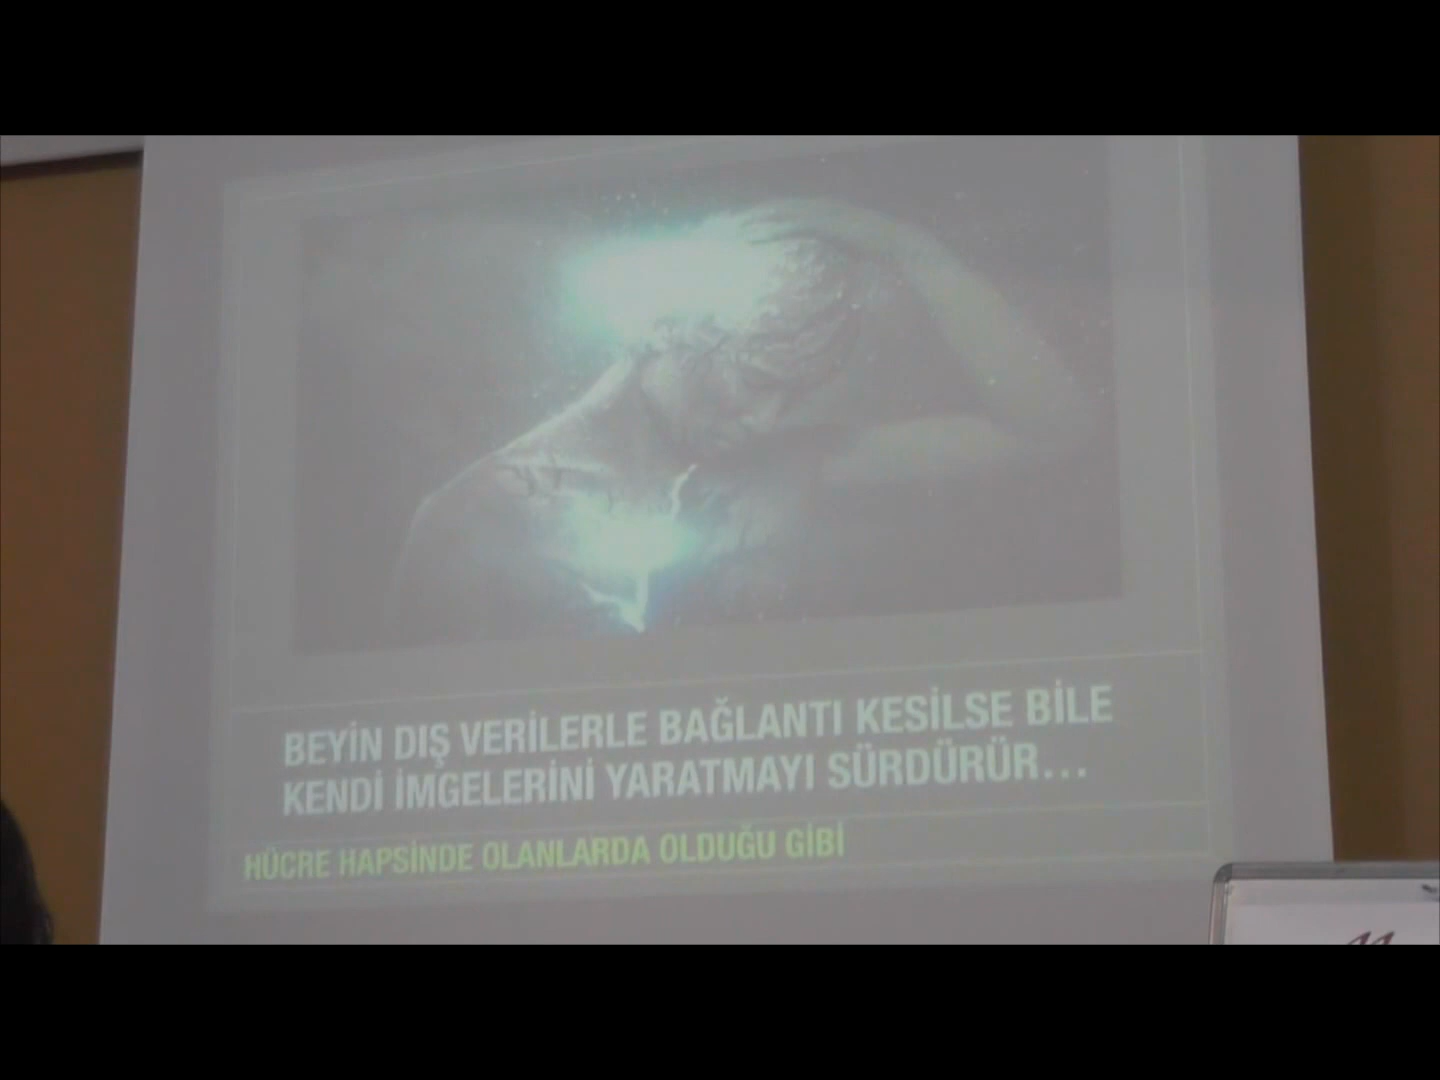 BEYİN DIŞ VERİLERLE BAĞLANTI KESİLSE BİLE
KENDİ İMGELERİNİ YARATMAYI SÜRDÜRÜR...
HÜCRE HAPSİNDE OLANLARDA OLDUĞU GİBİ